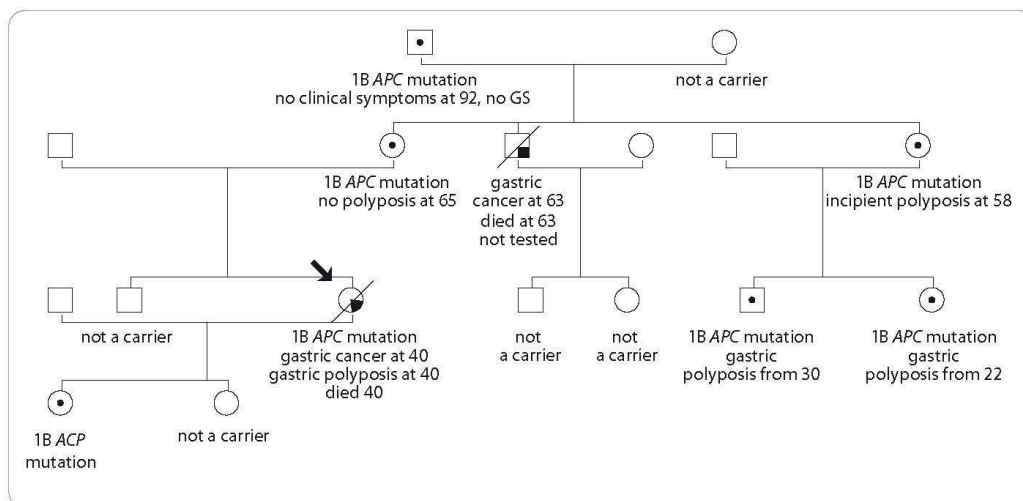 1B APC mutation
no clinical symptoms at 92, no GS
not a carrier
1B APC mutation
no polyposis at 65
gastric
cancer at 63
died at 63
not tested
1B APC mutation
incipient polyposis at 58
not a carrier
1B APC mutation
gastric cancer at 40
gastric polyposis at 40
died 40
not
a carrier
not
a carrier
1B APC mutation
gastric
polyposis from 30
1B APC mutation
gastric
polyposis from 22
1B ACP
mutation
not a carrier